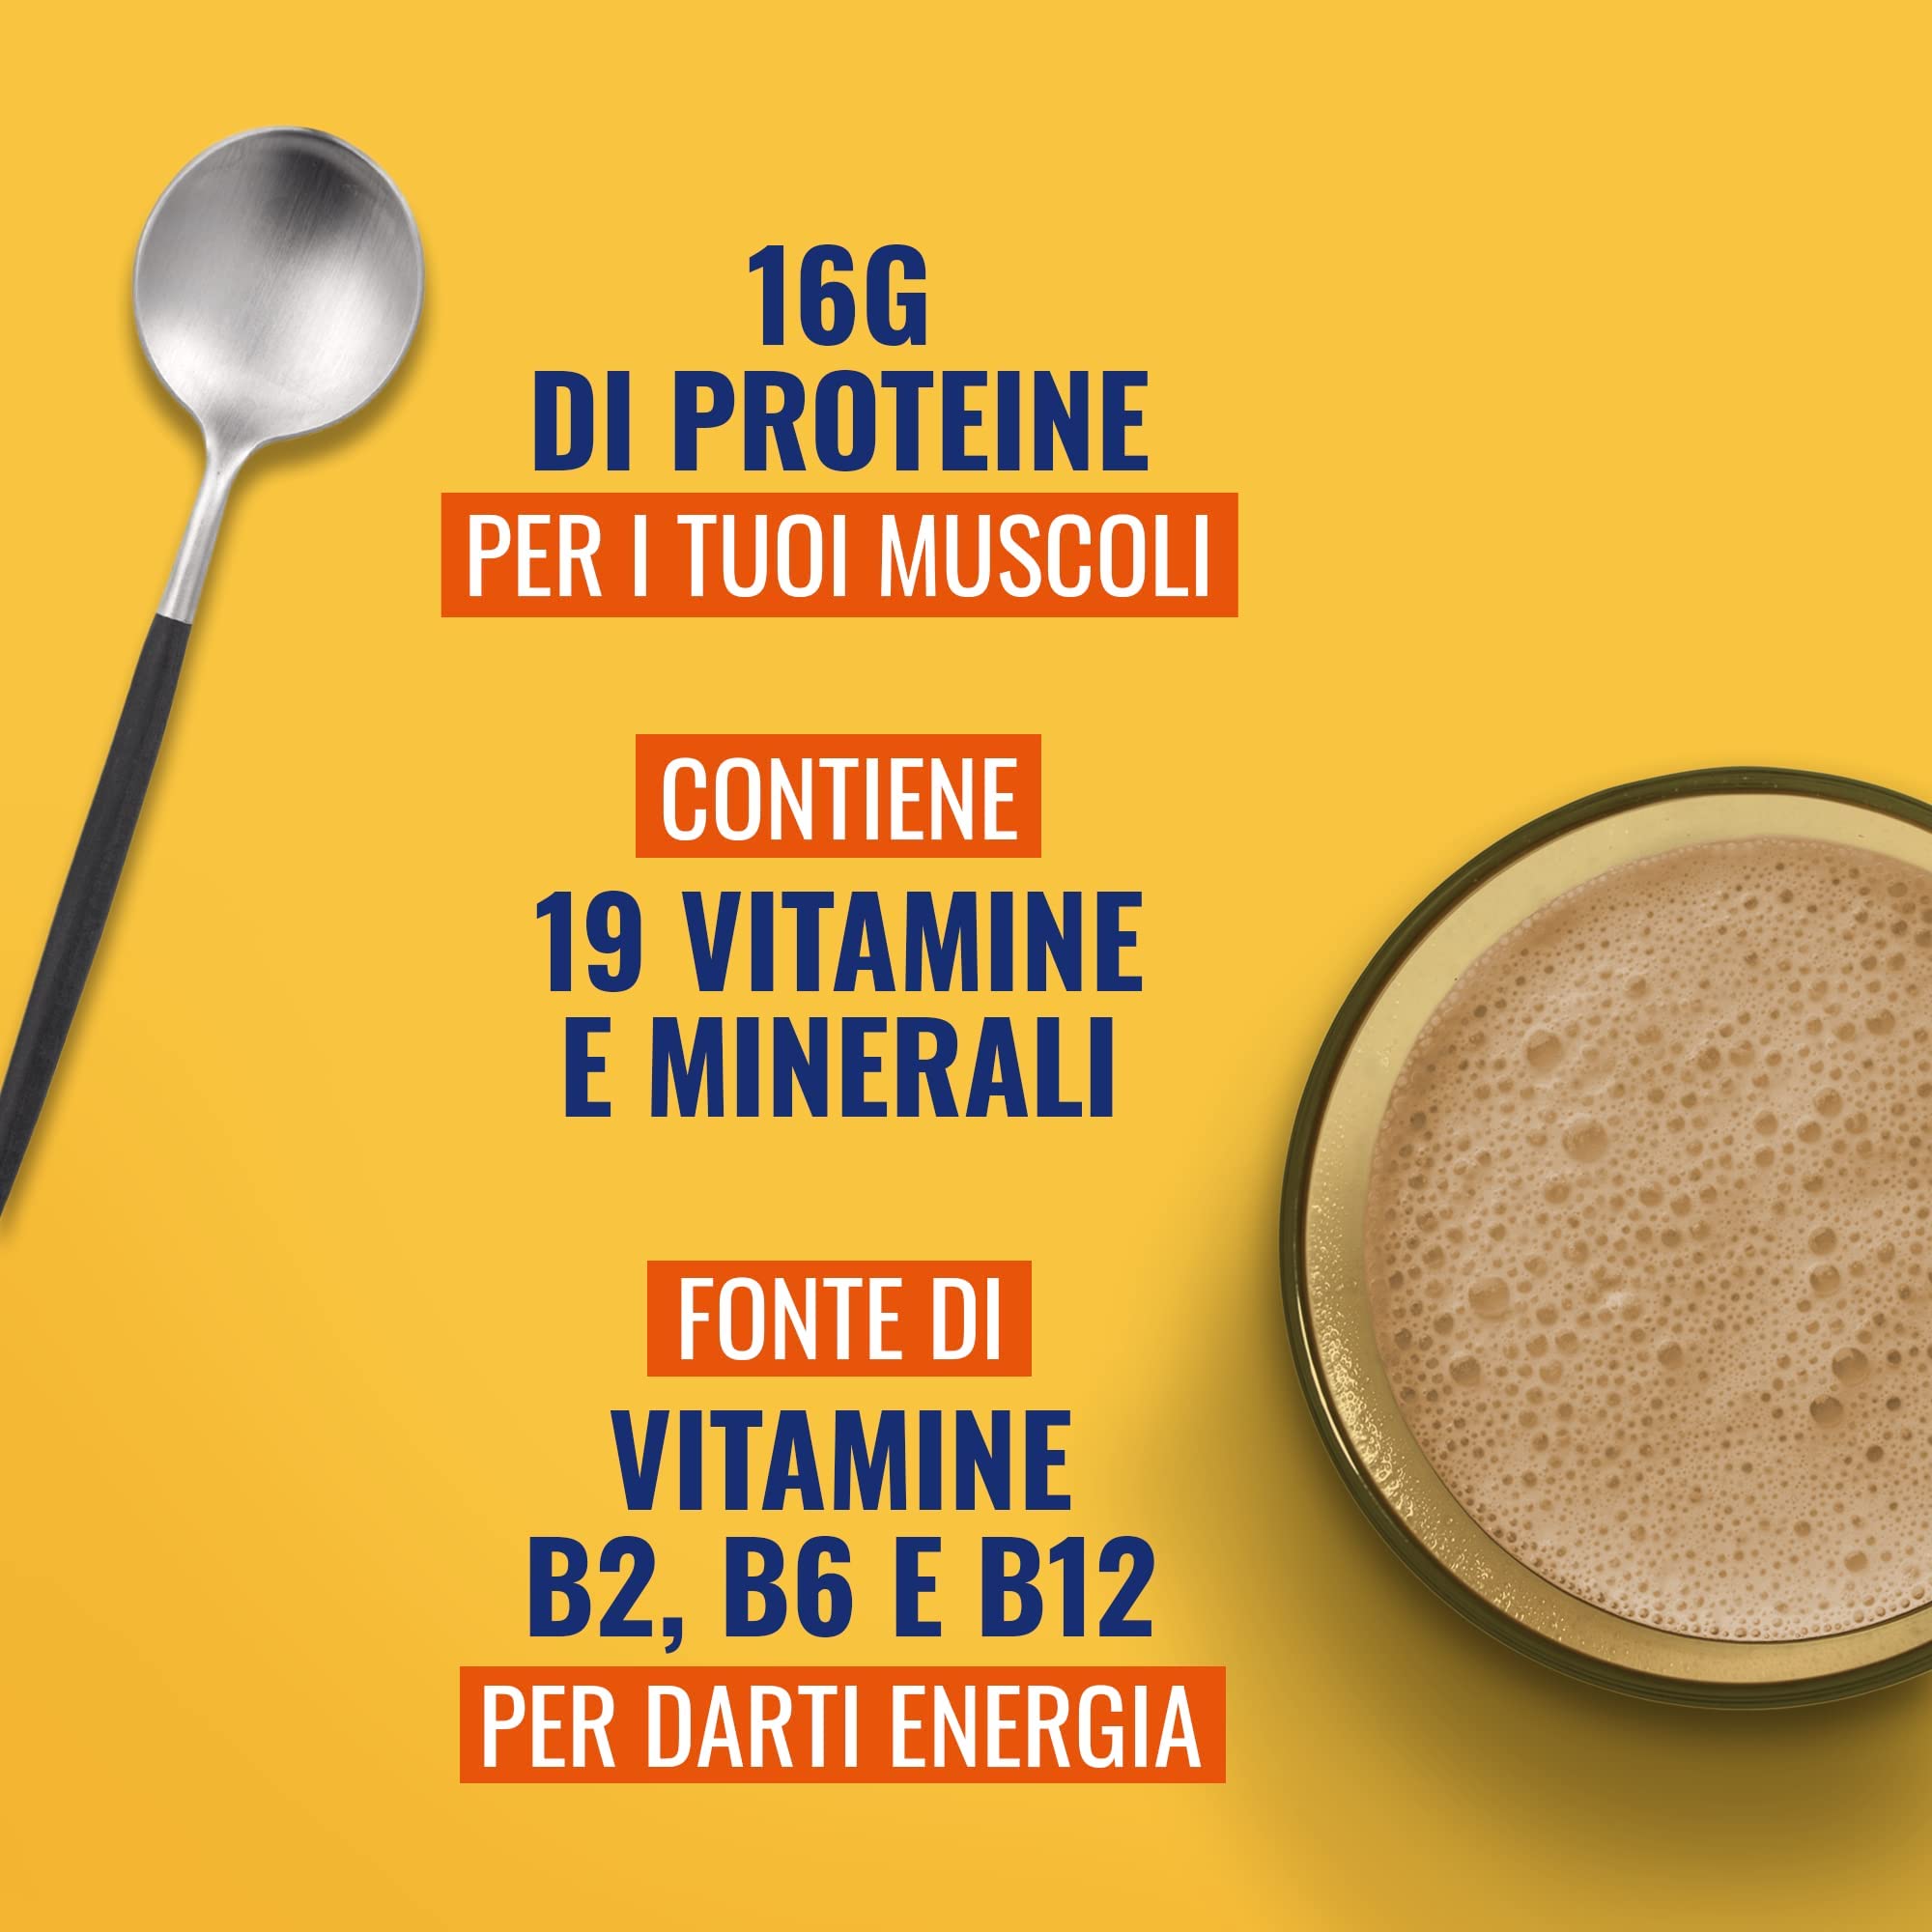 16G
DI PROTEINE
PER I TUOI MUSCOLI
CONTIENE
19 VITAMINE
E MINERALI
FONTE DI
VITAMINE
B2, B6 E B12
PER DARTI ENERGIA